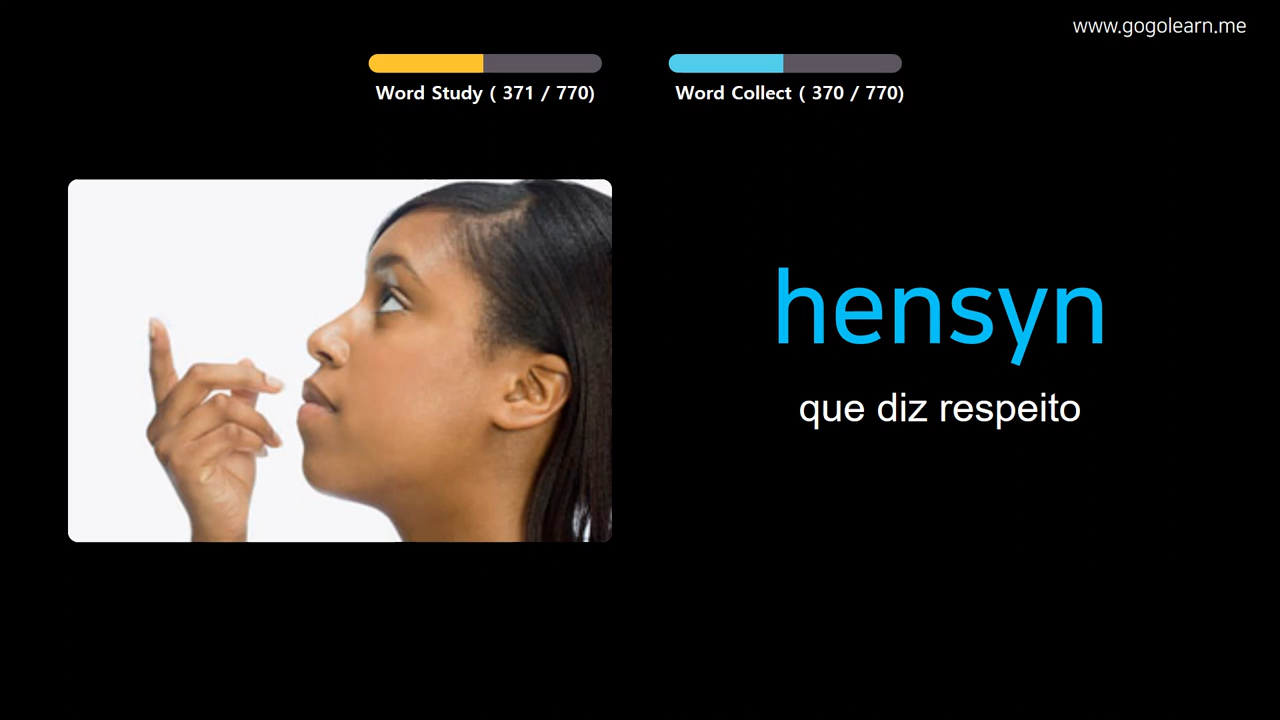 www.gogolearn.me
Word Study ( 371 / 770)
Word Collect ( 370 / 770)
hensyn
que diz respeito